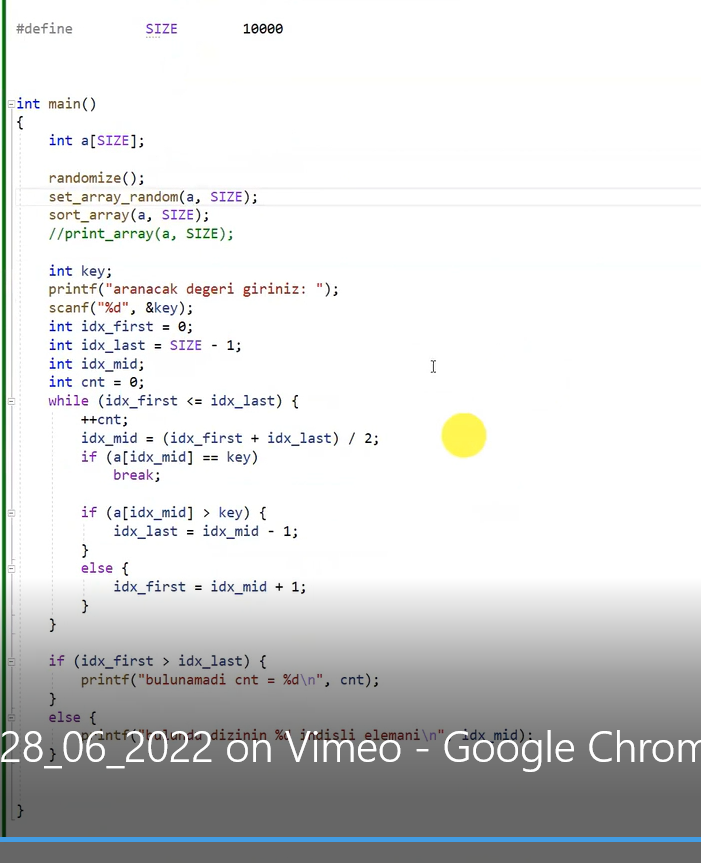 #define SIZE 10000
int main()
{
int a[SIZE];
randomize();
set_array_random(a, SIZE);
sort_array(a, SIZE);
//print_array(a, SIZE);
int key;
printf("aranacak degeri giriniz: ");
scanf("%d", &key);
int idx_first = 0;
int idx_last = SIZE - 1;
int idx_mid;
int cnt = 0;
while (idx_first <= idx_last) {
++cnt;
idx_mid = (idx_first + idx_last) / 2;
if (a[idx_mid] == key)
break;
if (a[idx_mid] > key) {
idx_last = idx_mid - 1;
}
else {
idx_first = idx_mid + 1;
}
}
if (idx_first > idx_last) {
printf("bulunamadi cnt = %d\n", cnt);
}
else {
printf("bulundu dizinin %d indisli elemani\n", idx_mid);
28_06_2022 on Vimeo - Google Chrom
}
}